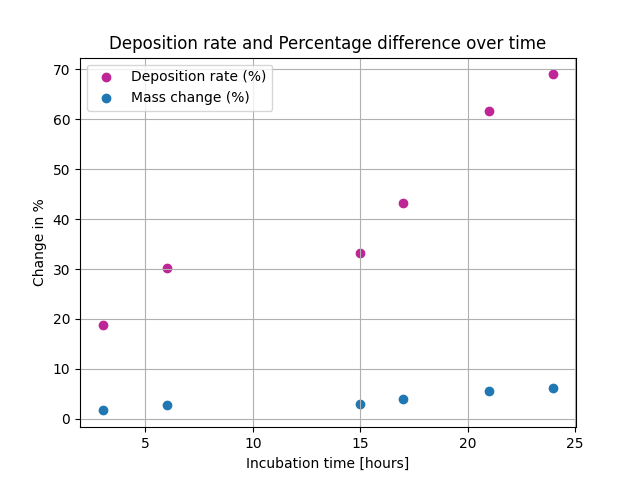 Deposition rate and Percentage difference over time
Deposition rate (%)
Mass change (%)
70
60
50
40
30
20
10
0
Change in %
5
10
15
20
25
Incubation time [hours]